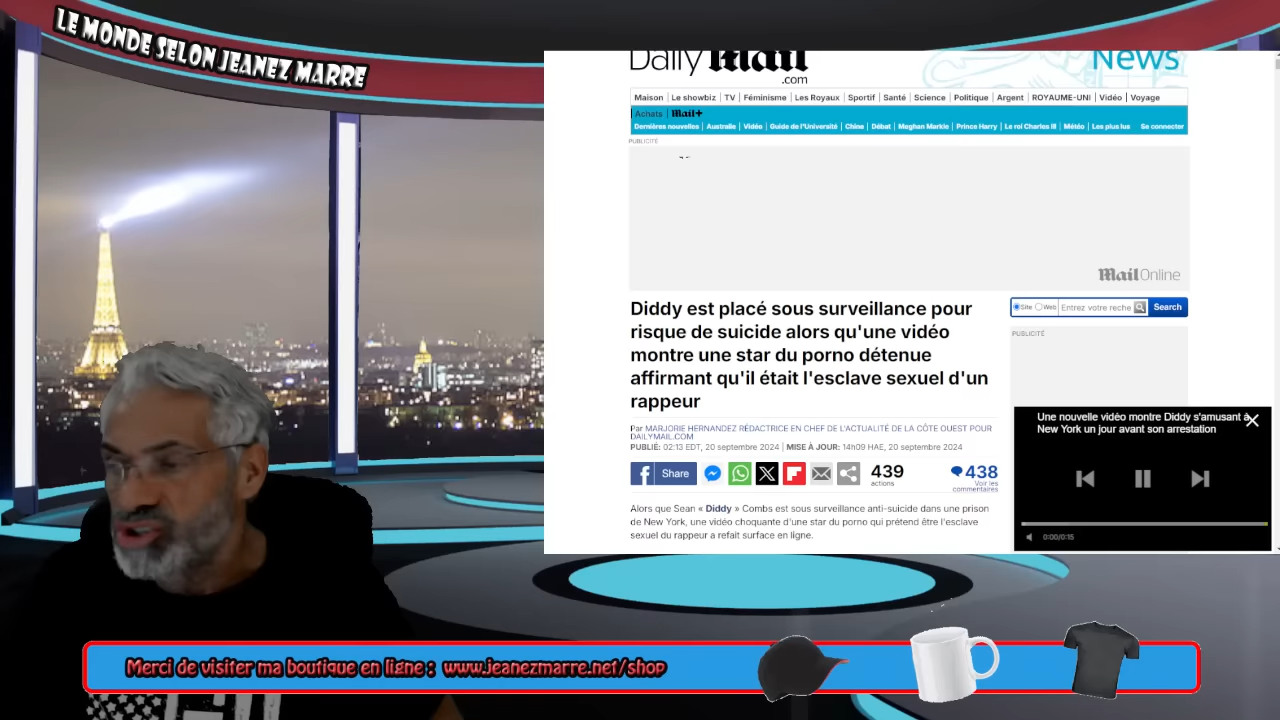 LE MONDE SELON JEANEZ MARRE
Daily Mail
.com
News
Maison Le showbiz TV Féminisme Les Royaux Sportif Santé Science Politique Argent ROYAUME-UNI Vidéo Voyage
Achats Mail+
Dernières nouvelles Australie Vidéo Guide de l'Université Chine Débat Meghan Markle Prince Harry Le roi Charles III Météo Les plus lus Se connecter
PUBLICITÉ
MailOnline
Diddy est placé sous surveillance pour
risque de suicide alors qu'une vidéo
montre une star du porno détenue
affirmant qu'il était l'esclave sexuel d'un
rappeur
Par MARJORIE HERNANDEZ RÉDACTRICE EN CHEF DE L'ACTUALITÉ DE LA CÔTE OUEST POUR
DAILYMAIL.COM
PUBLIÉ: 02:13 EDT, 20 septembre 2024 | MISE À JOUR: 14h09 HAE, 20 septembre 2024
Share
439
actions
438
Voir les
commentaires
Alors que Sean « Diddy » Combs est sous surveillance anti-suicide dans une prison
de New York, une vidéo choquante d'une star du porno qui prétend être l'esclave
sexuel du rappeur a refait surface en ligne.
Site Web Entrez votre reche Search
PUBLICITÉ
Une nouvelle vidéo montre Diddy s'amusant à
New York un jour avant son arrestation
0:00/0:15
Merci de visiter ma boutique en ligne : www.jeanezmarre.net/shop